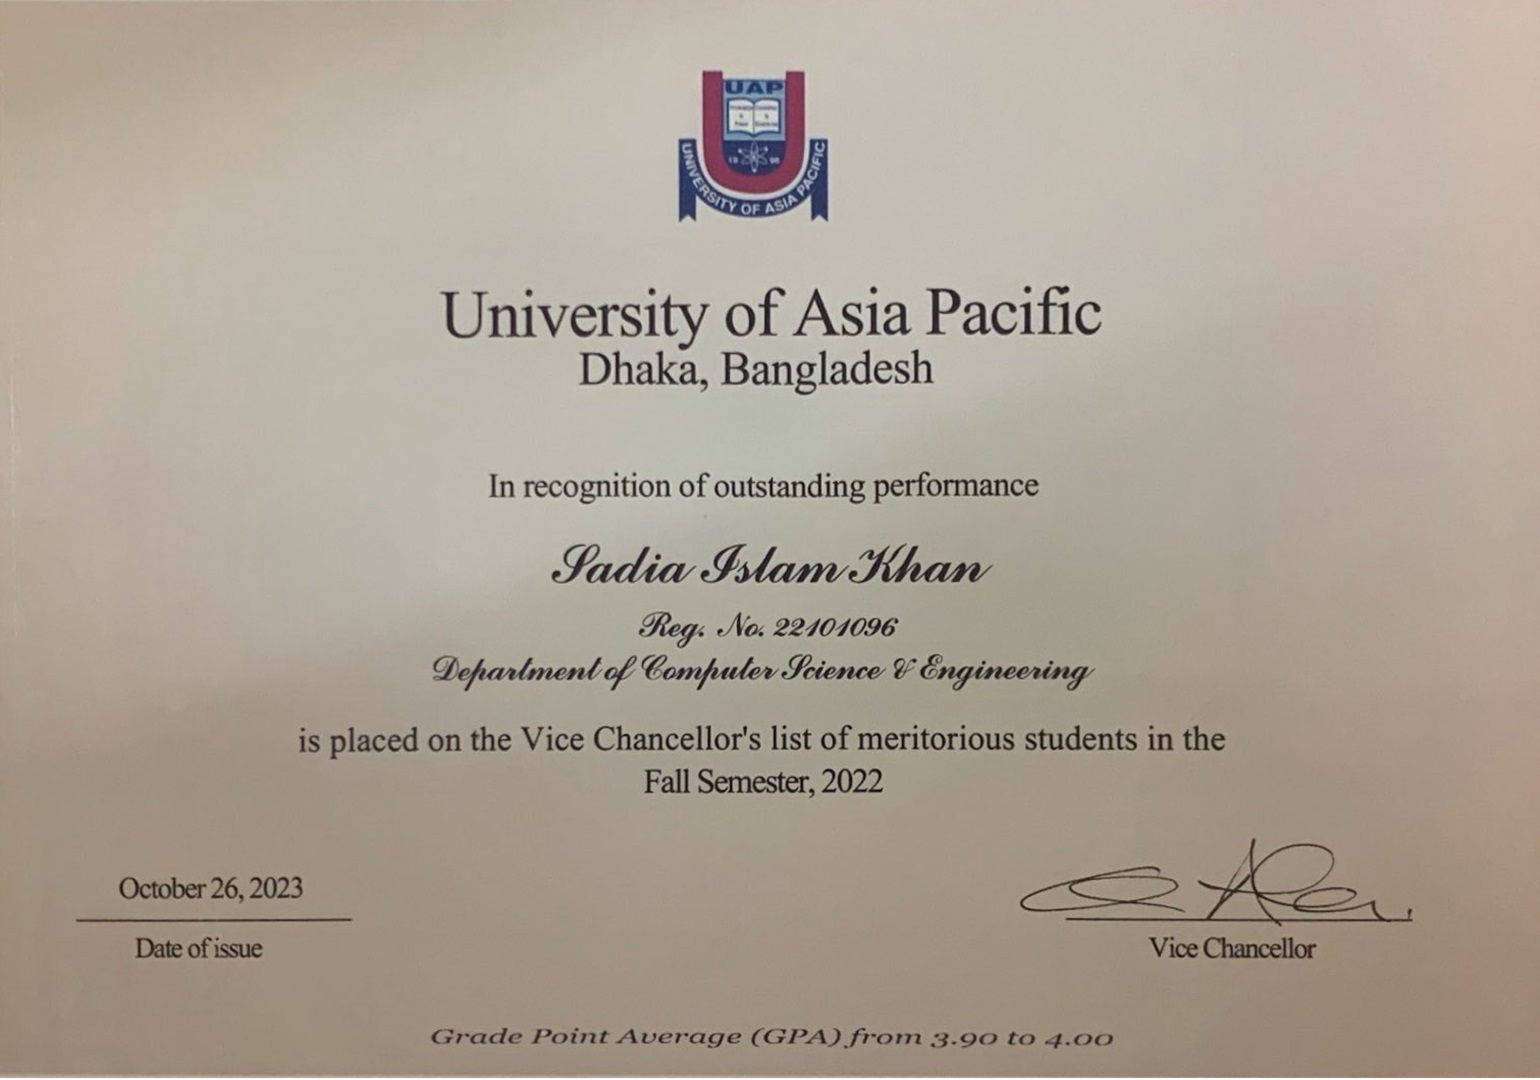 UAP
19 96
UNIVERSITY OF ASIA PACIFIC
University of Asia Pacific
Dhaka, Bangladesh
In recognition of outstanding performance
Sadia Islam Khan
Reg. No. 22101096
Department of Computer Science & Engineering
is placed on the Vice Chancellor's list of meritorious students in the
Fall Semester, 2022
October 26, 2023
Date of issue
Vice Chancellor
Grade Point Average (GPA) from 3.90 to 4.00